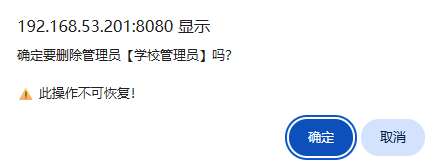 192.168.53.201:8080 显示
确定要删除管理员【学校管理员】吗?
⚠️ 此操作不可恢复!
确定
取消